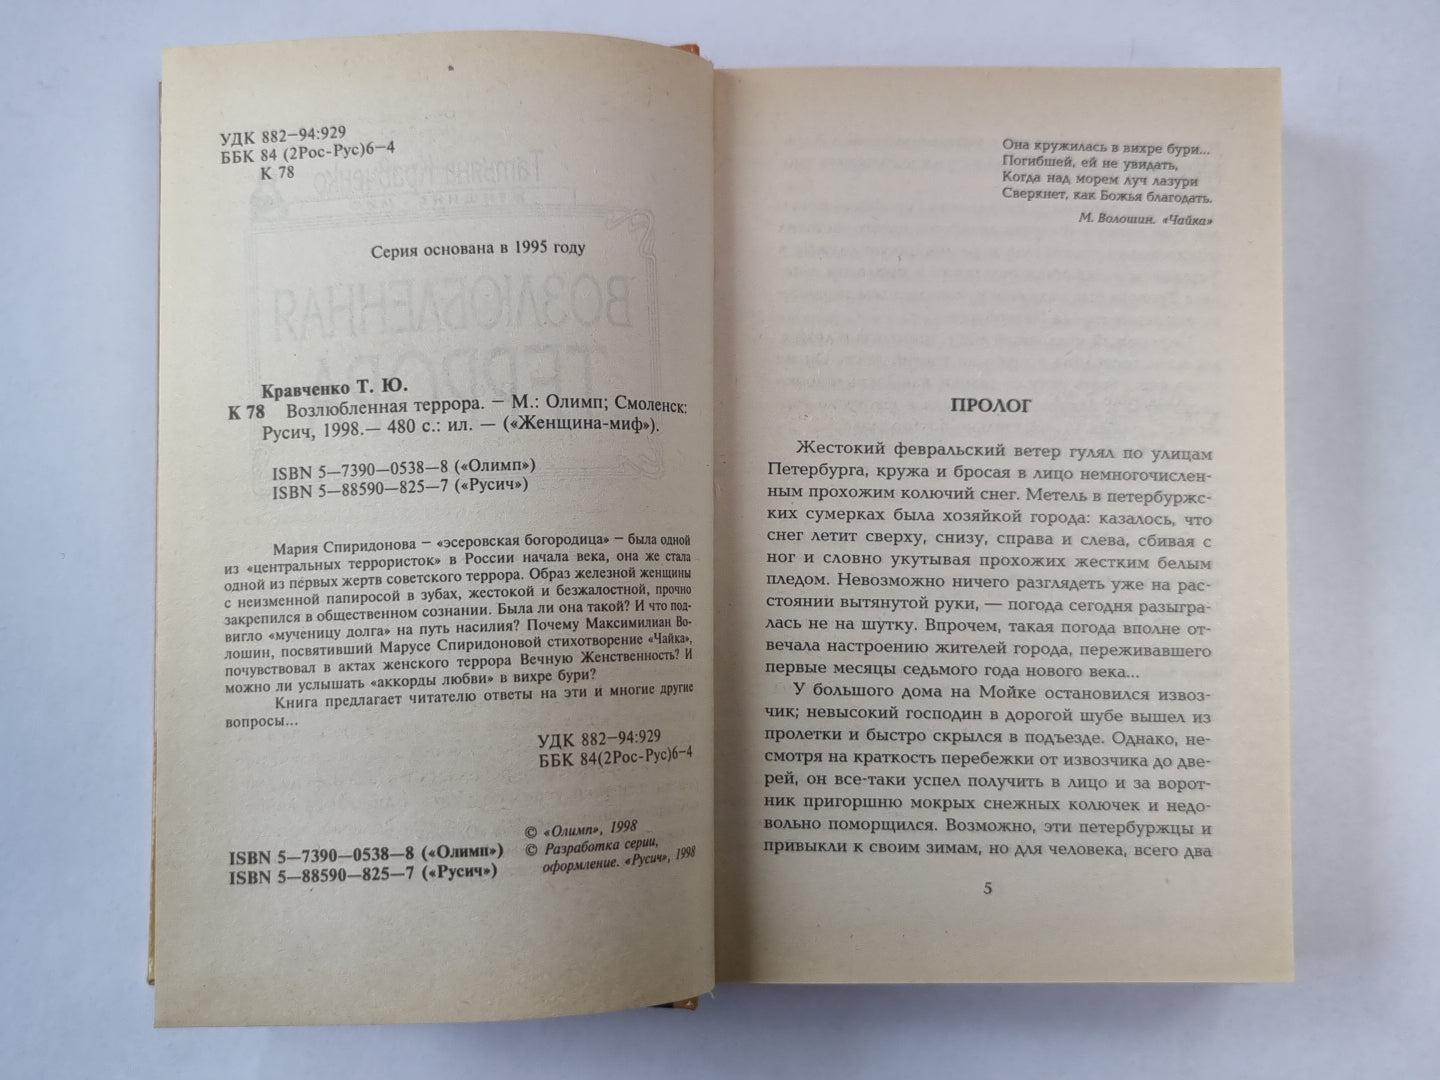 УДК 882—94:929
ББК 84 (2Рос-Рус)6—4
К 78
Серия основана в 1995 году
Кравченко Т. Ю.
К 78 Возлюбленная террора. — М.: Олимп; Смоленск:
Русич, 1998.— 480 с.: ил. — («Женщина-миф»).
ISBN 5—7390—0538—8 («Олимп»)
ISBN 5—88590—825—7 («Русич»)
Мария Спиридонова — «эсеровская богородица» — была одной
из «центральных террористок» в России начала века, она же стала
одной из первых жертв советского террора. Образ железной женщины
с неизменной папиросой в зубах, жестокой и безжалостной, прочно
закрепился в общественном сознании. Была ли она такой? И что под-
вигло «мученицу долга» на путь насилия? Почему Максимилиан Во-
лошин, посвятивший Марусе Спиридоновой стихотворение «Чайка»,
почувствовал в актах женского террора Вечную Женственность? И
можно ли услышать «аккорды любви» в вихре бури?
Книга предлагает читателю ответы на эти и многие другие
вопросы...
УДК 882—94:929
ББК 84(2Рос-Рус)6—4
ISBN 5—7390—0538—8 («Олимп»)
ISBN 5—88590—825—7 («Русич»)
© «Олимп», 1998
© Разработка серии,
оформление. «Русич», 1998
Она кружилась в вихре бури...
Погибшей, ей не увидать,
Когда над морем луч лазури
Сверкнет, как Божья благодать.
М. Волошин. «Чайка»
ПРОЛОГ
Жестокий февральский ветер гулял по улицам
Петербурга, кружа и бросая в лицо немногочислен-
ным прохожим колючий снег. Метель в петербуржс-
ких сумерках была хозяйкой города: казалось, что
снег летит сверху, снизу, справа и слева, сбивая с
ног и словно укутывая прохожих жестким белым
пледом. Невозможно ничего разглядеть уже на рас-
стоянии вытянутой руки, — погода сегодня разыгра-
лась не на шутку. Впрочем, такая погода вполне от-
вечала настроению жителей города, переживавшего
первые месяцы седьмого года нового века...
У большого дома на Мойке остановился извоз-
чик; невысокий господин в дорогой шубе вышел из
пролетки и быстро скрылся в подъезде. Однако, не-
смотря на краткость перебежки от извозчика до две-
рей, он все-таки успел получить в лицо и за ворот-
ник пригоршню мокрых снежных колючек и недо-
вольно поморщился. Возможно, эти петербуржцы и
привыкли к своим зимам, но для человека, всего два
5